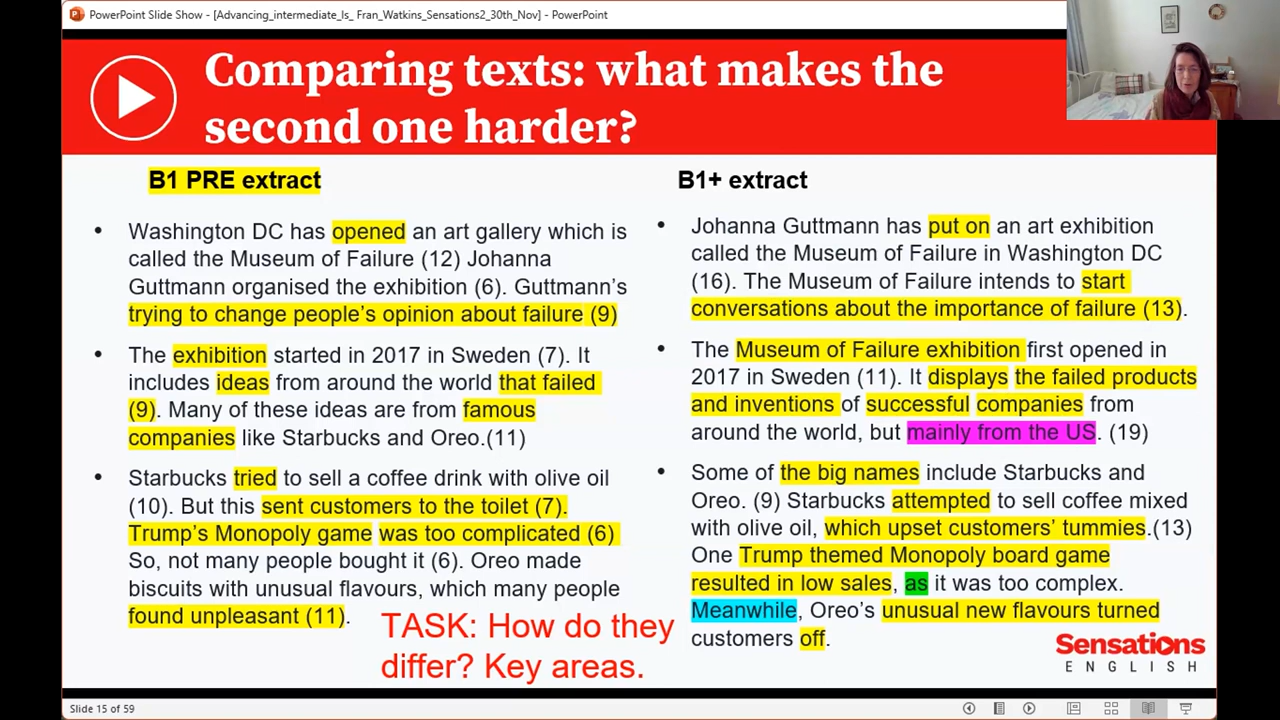 PowerPoint Slide Show - [Advancing_intermediate_ls_ Fran_Watkins_Sensations2_30th_Nov] - PowerPoint
Comparing texts: what makes the
second one harder?
B1 PRE extract
• Washington DC has opened an art gallery which is
called the Museum of Failure (12) Johanna
Guttmann organised the exhibition (6). Guttmann's
trying to change people's opinion about failure (9)
• The exhibition started in 2017 in Sweden (7). It
includes ideas from around the world that failed
(9). Many of these ideas are from famous
companies like Starbucks and Oreo.(11)
• Starbucks tried to sell a coffee drink with olive oil
(10). But this sent customers to the toilet (7).
Trump's Monopoly game was too complicated (6)
So, not many people bought it (6). Oreo made
biscuits with unusual flavours, which many people
found unpleasant (11).
B1+ extract
• Johanna Guttmann has put on an art exhibition
called the Museum of Failure in Washington DC
(16). The Museum of Failure intends to start
conversations about the importance of failure (13).
• The Museum of Failure exhibition first opened in
2017 in Sweden (11). It displays the failed products
and inventions of successful companies from
around the world, but mainly from the US. (19)
• Some of the big names include Starbucks and
Oreo. (9) Starbucks attempted to sell coffee mixed
with olive oil, which upset customers' tummies.(13)
One Trump themed Monopoly board game
resulted in low sales, as it was too complex.
Meanwhile, Oreo's unusual new flavours turned
customers off.
TASK: How do they
differ? Key areas.
Sensations
ENGLISH
Slide 15 of 59